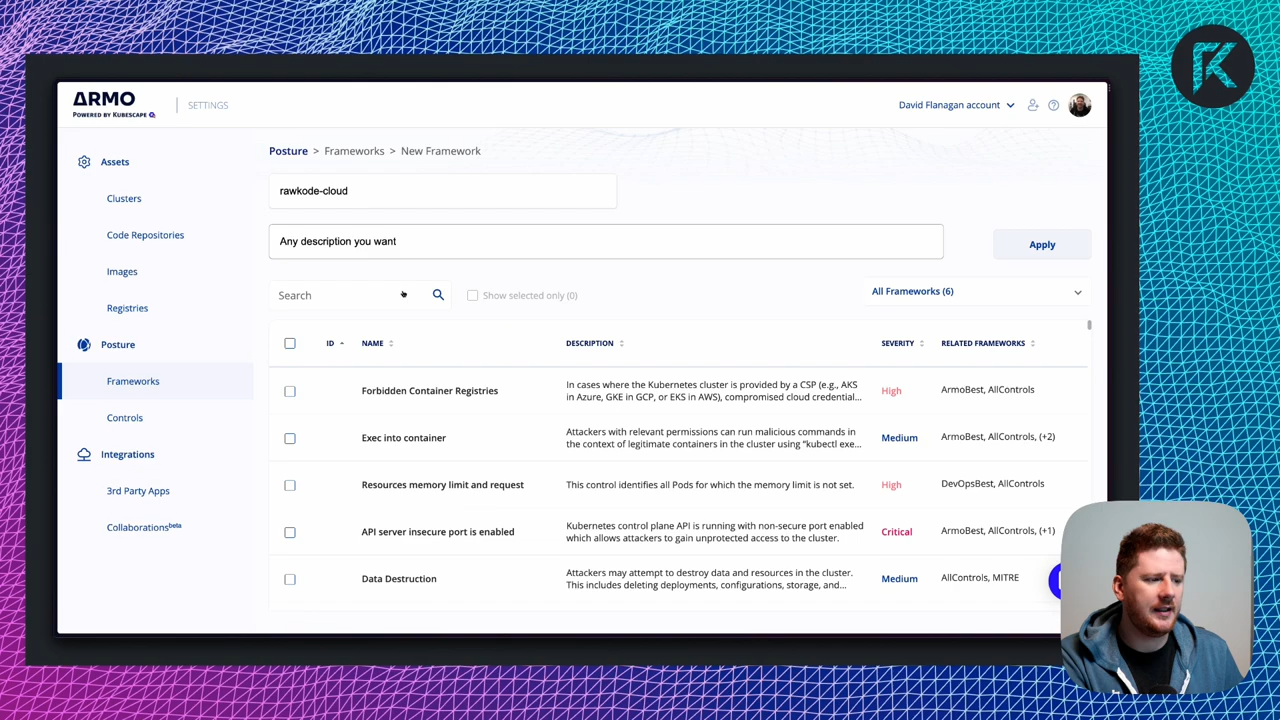 ARMO
POWERED BY KUBESCAPE
SETTINGS
David Flanagan account
Assets
Clusters
Code Repositories
Images
Registries
Posture
Frameworks
Controls
Integrations
3rd Party Apps
Collaborationsbeta
Posture > Frameworks > New Framework
rawkode-cloud
Any description you want
Apply
Search
Show selected only (0)
All Frameworks (6)
ID NAME DESCRIPTION SEVERITY RELATED FRAMEWORKS
Forbidden Container Registries
In cases where the Kubernetes cluster is provided by a CSP (e.g., AKS
in Azure, GKE in GCP, or EKS in AWS), compromised cloud credential...
High
ArmoBest, AllControls
Exec into container
Attackers with relevant permissions can run malicious commands in
the context of legitimate containers in the cluster using “kubectl exe...
Medium
ArmoBest, AllControls, (+2)
Resources memory limit and request
This control identifies all Pods for which the memory limit is not set.
High
DevOpsBest, AllControls
API server insecure port is enabled
Kubernetes control plane API is running with non-secure port enabled
which allows attackers to gain unprotected access to the cluster.
Critical
ArmoBest, AllControls, (+1)
Data Destruction
Attackers may attempt to destroy data and resources in the cluster.
This includes deleting deployments, configurations, storage, and...
Medium
AllControls, MITRE